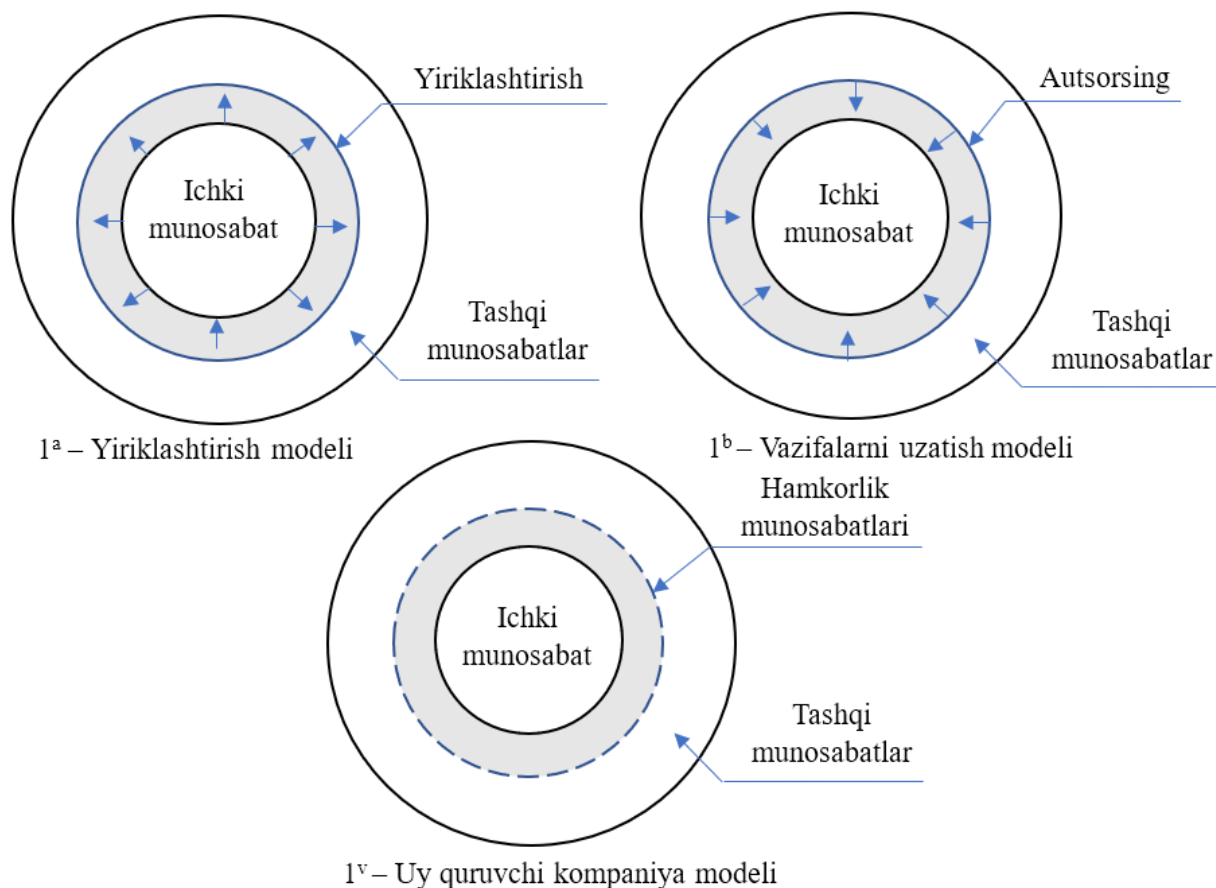 Yiriklashtirish
Ichki
munosabat
Tashqi
munosabatlar
1ᵃ – Yiriklashtirish modeli
Autsorsing
Ichki
munosabat
Tashqi
munosabatlar
1ᵇ – Vazifalarni uzatish modeli
Hamkorlik
munosabatlari
Ichki
munosabat
Tashqi
munosabatlar
1ᵛ – Uy quruvchi kompaniya modeli